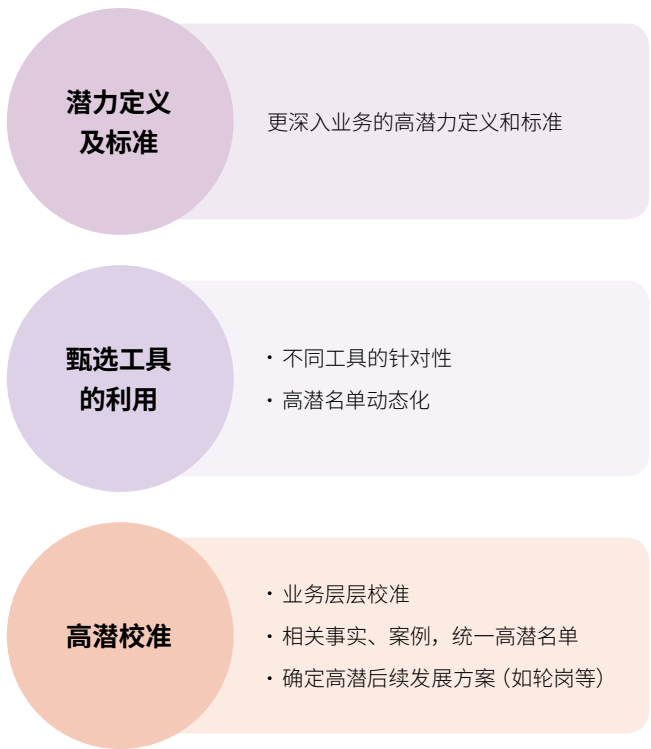 潜力定义
及标准
更深入业务的高潜力定义和标准
甄选工具
的利用
· 不同工具的针对性
· 高潜名单动态化
高潜校准
· 业务层层校准
· 相关事实、案例，统一高潜名单
· 确定高潜后续发展方案（如轮岗等）